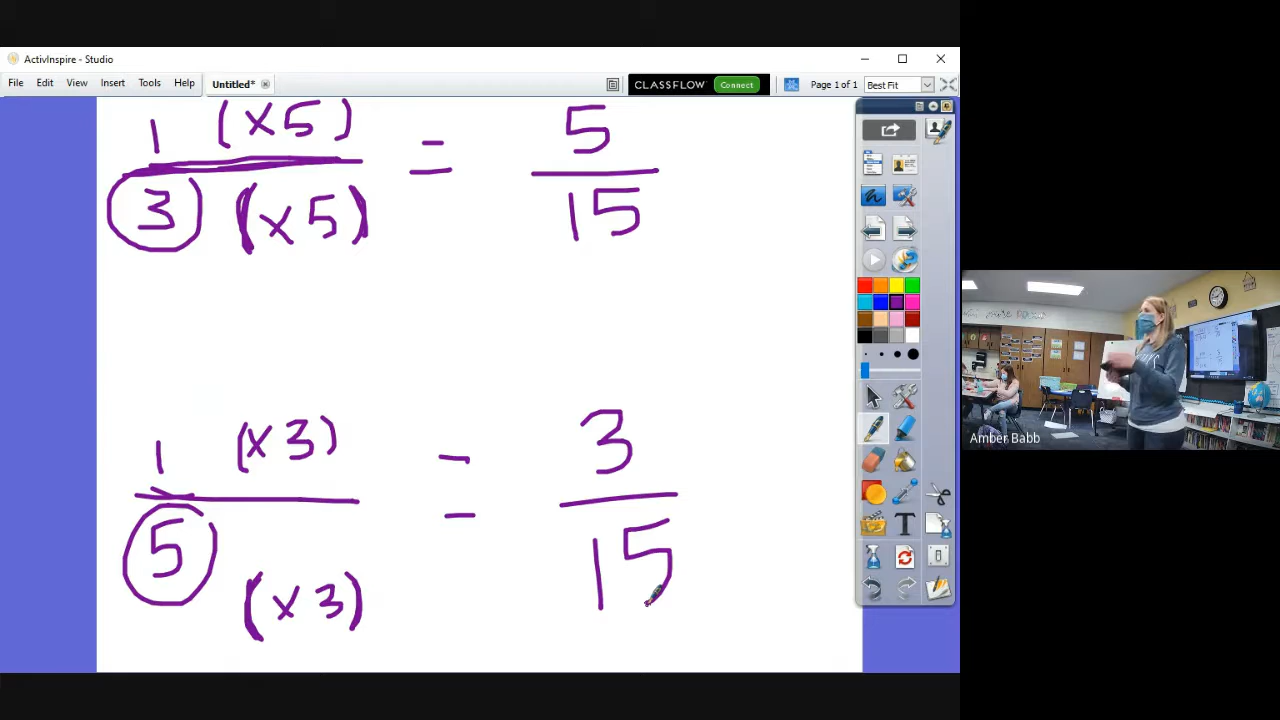 ActivInspire - Studio
File Edit View Insert Tools Help Untitled* CLASSFLOW Connect Page 1 of 1 Best Fit
1 (x5) = 5
3 (x5) 15
1 (x3) = 3
5 (x3) 15
T
Amber Babb